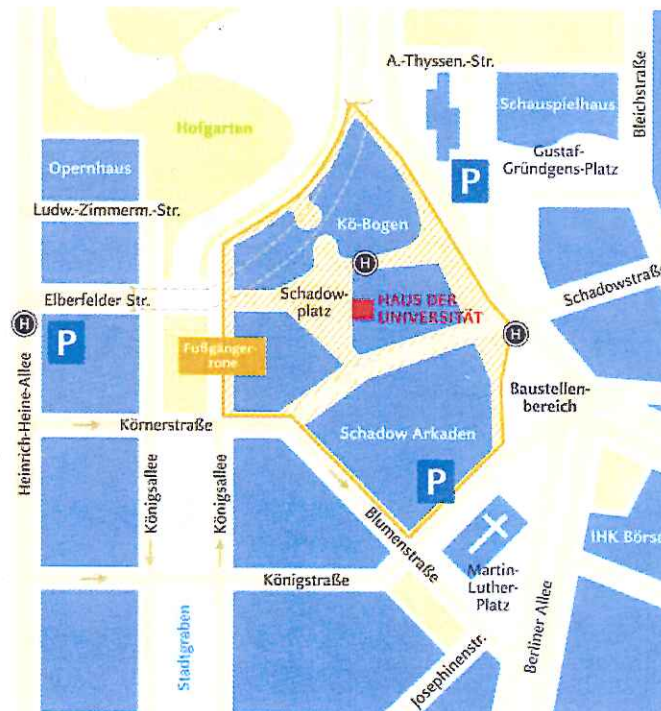 A.-Thyssen.-Str.
Bleichstraße
Schauspielhaus
Hofgarten
Gustaf-
Gründgens-Platz
P
Opernhaus
Ludw.-Zimmerm.-Str.
Kö-Bogen
H
Schadowstraße
Elberfelder Str.
Schadow-
platz
HAUS DER
UNIVERSITÄT
H
P
H
Fußgänger-
zone
Baustellen-
bereich
Heinrich-Heine-Allee
Körnerstraße
Schadow Arkaden
P
Königsallee
Königsallee
Blumenstraße
IHK Börse
Königstraße
Martin-
Luther-
Platz
Stadtgraben
Berliner Allee
Josephinenstr.